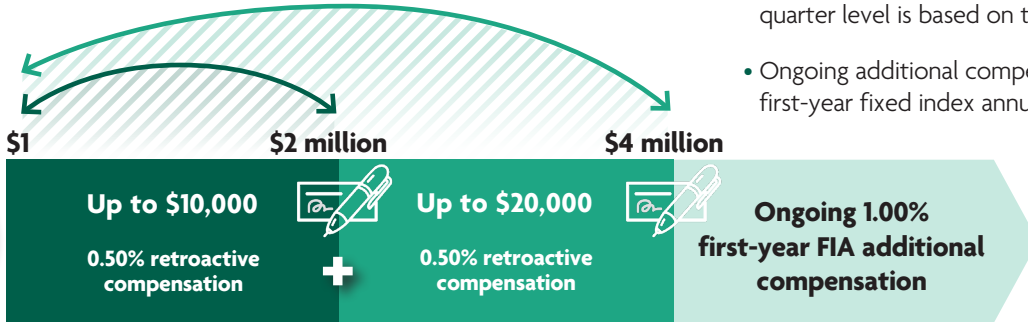 quarter level is based on t
• Ongoing additional compe
first-year fixed index annu
$1
$2 million
$4 million
Up to $10,000
0.50% retroactive
compensation
+
Up to $20,000
0.50% retroactive
compensation
Ongoing 1.00%
first-year FIA additional
compensation